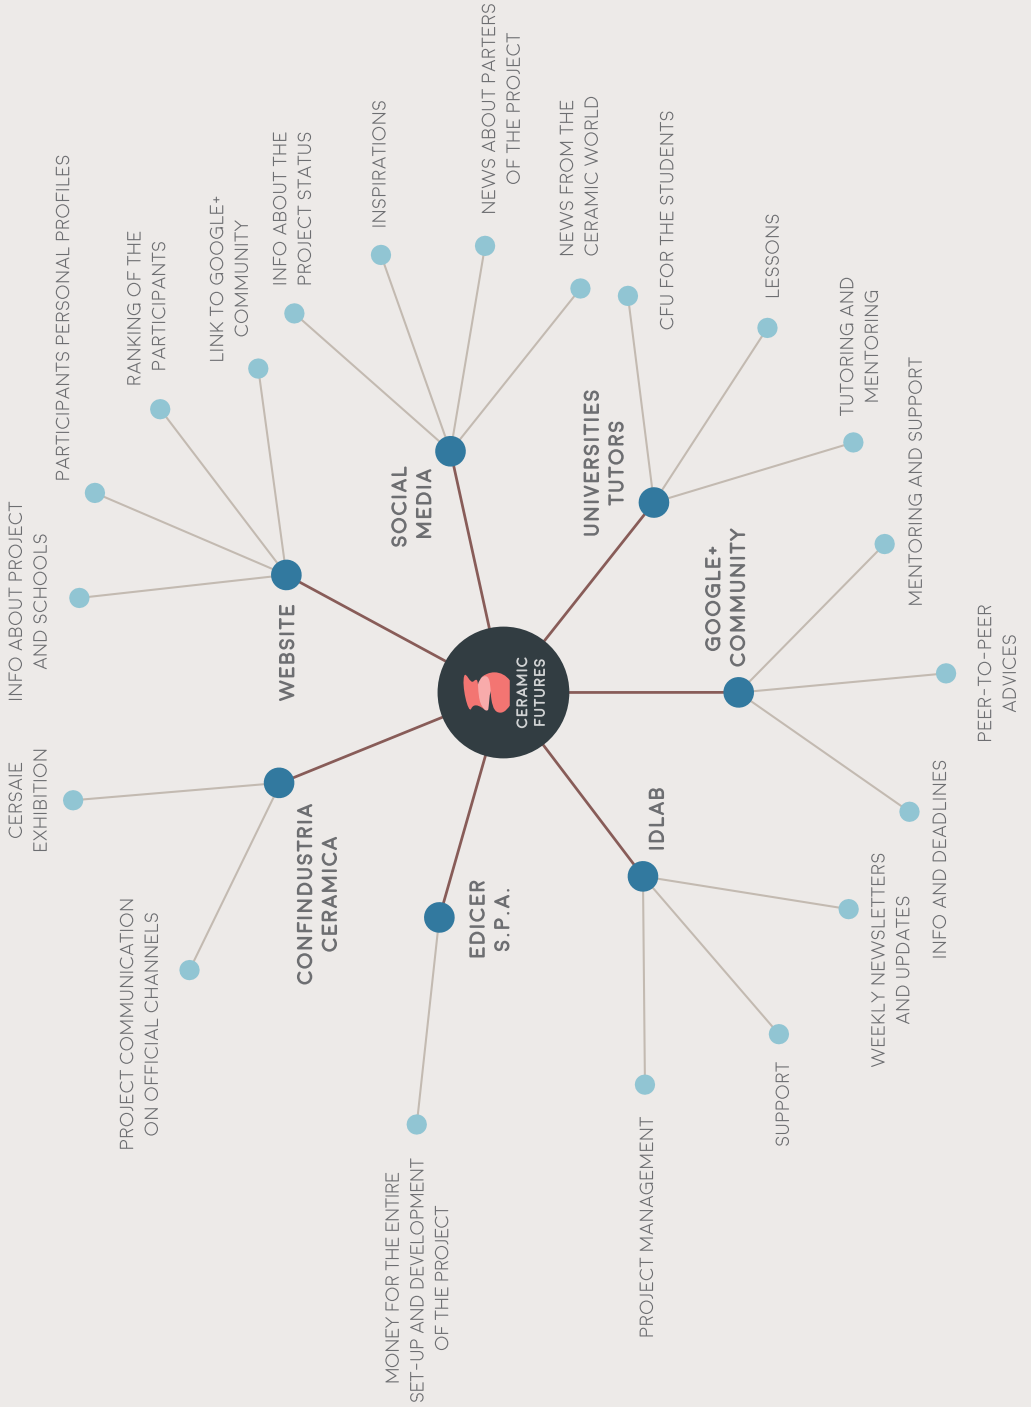 CERAMIC
FUTURES
WEBSITE
INFO ABOUT PROJECT
AND SCHOOLS
PARTICIPANTS PERSONAL PROFILES
RANKING OF THE
PARTICIPANTS
LINK TO GOOGLE+
COMMUNITY
SOCIAL
MEDIA
INFO ABOUT THE
PROJECT STATUS
INSPIRATIONS
NEWS ABOUT PARTERS
OF THE PROJECT
NEWS FROM THE
CERAMIC WORLD
UNIVERSITIES
TUTORS
CFU FOR THE STUDENTS
LESSONS
TUTORING AND
MENTORING
GOOGLE+
COMMUNITY
MENTORING AND SUPPORT
PEER-TO-PEER
ADVICES
INFO AND DEADLINES
IDLAB
WEEKLY NEWSLETTERS
AND UPDATES
SUPPORT
PROJECT MANAGEMENT
EDICER
S.P.A.
MONEY FOR THE ENTIRE
SET-UP AND DEVELOPMENT
OF THE PROJECT
CONFINDUSTRIA
CERAMICA
PROJECT COMMUNICATION
ON OFFICIAL CHANNELS
CERSAIE
EXHIBITION